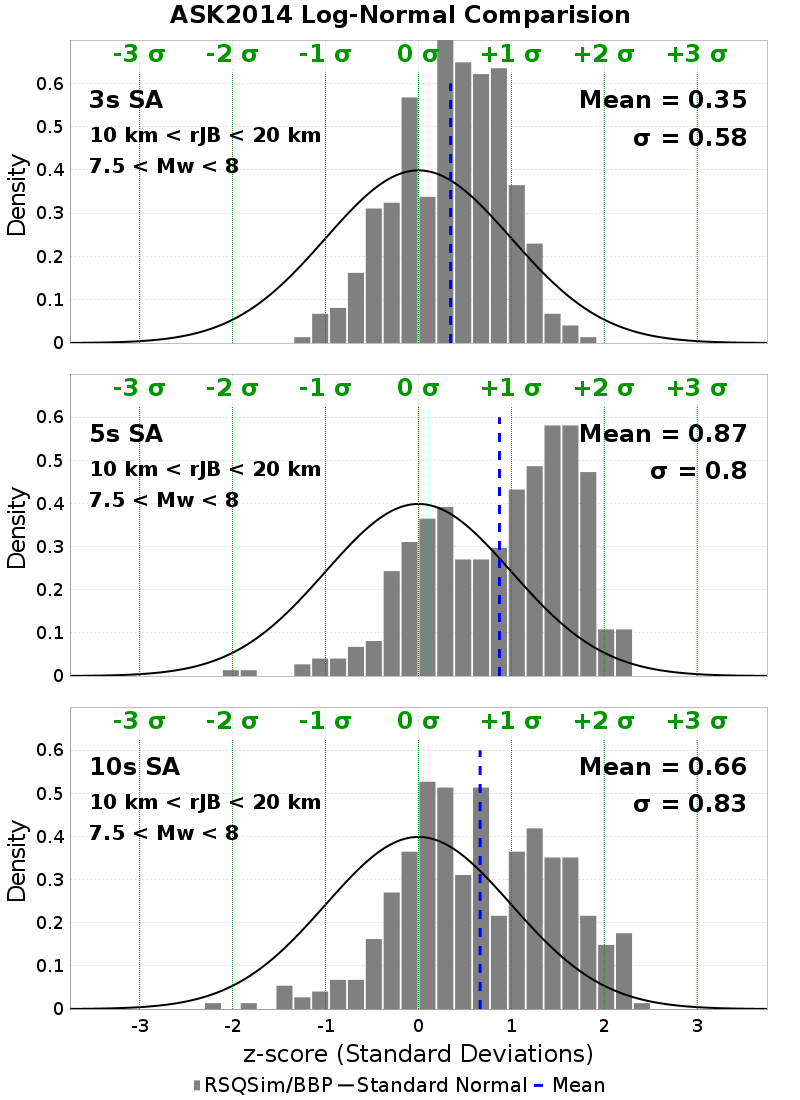 ASK2014 Log-Normal Comparision
-3 σ -2 σ -1 σ 0 σ +1 σ +2 σ +3 σ
3s SA
10 km < rJB < 20 km
7.5 < Mw < 8
Mean = 0.35
σ = 0.58
Density
0.6
0.5
0.4
0.3
0.2
0.1
0
-3 σ -2 σ -1 σ 0 σ +1 σ +2 σ +3 σ
5s SA
10 km < rJB < 20 km
7.5 < Mw < 8
Mean = 0.87
σ = 0.8
Density
0.6
0.5
0.4
0.3
0.2
0.1
0
-3 σ -2 σ -1 σ 0 σ +1 σ +2 σ +3 σ
10s SA
10 km < rJB < 20 km
7.5 < Mw < 8
Mean = 0.66
σ = 0.83
Density
0.6
0.5
0.4
0.3
0.2
0.1
0
-3 -2 -1 0 1 2 3
z-score (Standard Deviations)
RSQSim/BBP Standard Normal Mean